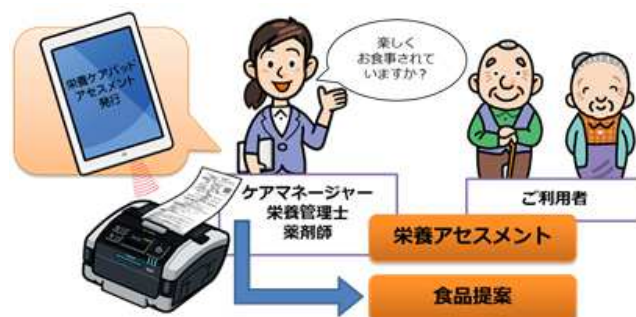 栄養ケアパッド
アセスメント
発行
楽しく
お食事されて
いますか？
ケアマネージャー
栄養管理士
薬剤師
ご利用者
栄養アセスメント
食品提案